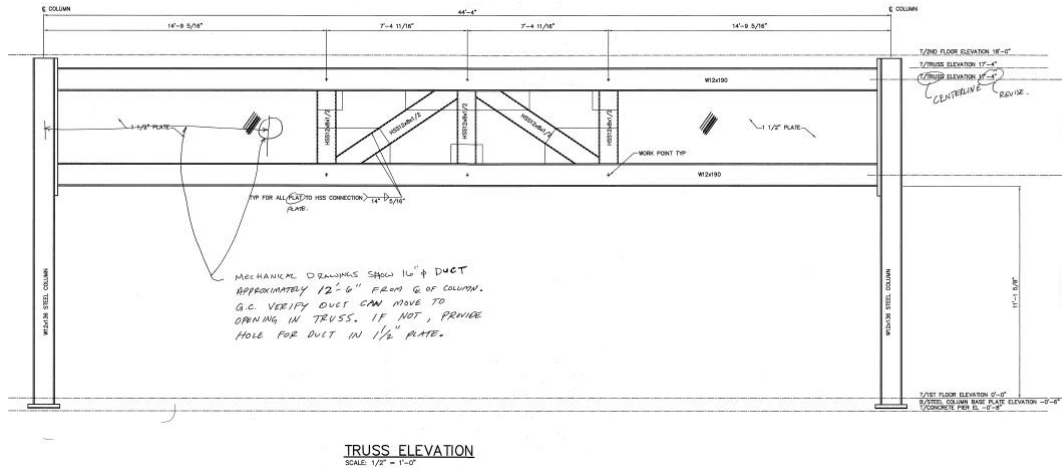 ℄ COLUMN
44'-4"
℄ COLUMN
14'-9 5/16"
7'-4 11/16"
7'-4 11/16"
14'-9 5/16"
T/2ND FLOOR ELEVATION 18'-0"
T/TRUSS ELEVATION 17'-4"
T/TRUSS ELEVATION 17'-4"
CENTERLINE
REVISE.
W12x190
1 1/2" PLATE
HSS12x8x1/2
HSS12x8x1/2
HSS12x8x1/2
HSS12x8x1/2
HSS12x8x1/2
1 1/2" PLATE
WORK POINT TYP
W12x190
TYP FOR ALL PLAT TO HSS CONNECTION
14"
5/16"
PLATE.
MECHANICAL DRAWINGS SHOW 16"φ DUCT
APPROXIMATELY 12'-6" FROM ℄ OF COLUMN.
G.C. VERIFY DUCT CAN MOVE TO
OPENING IN TRUSS. IF NOT, PROVIDE
HOLE FOR DUCT IN 1 1/2" PLATE.
W12x136 STEEL COLUMN
11'-1 5/8"
W12x136 STEEL COLUMN
T/1ST FLOOR ELEVATION 0'-0"
B/STEEL COLUMN BASE PLATE ELEVATION -0'-6"
T/CONCRETE PIER EL -0'-8"
TRUSS ELEVATION
SCALE: 1/2" = 1'-0"